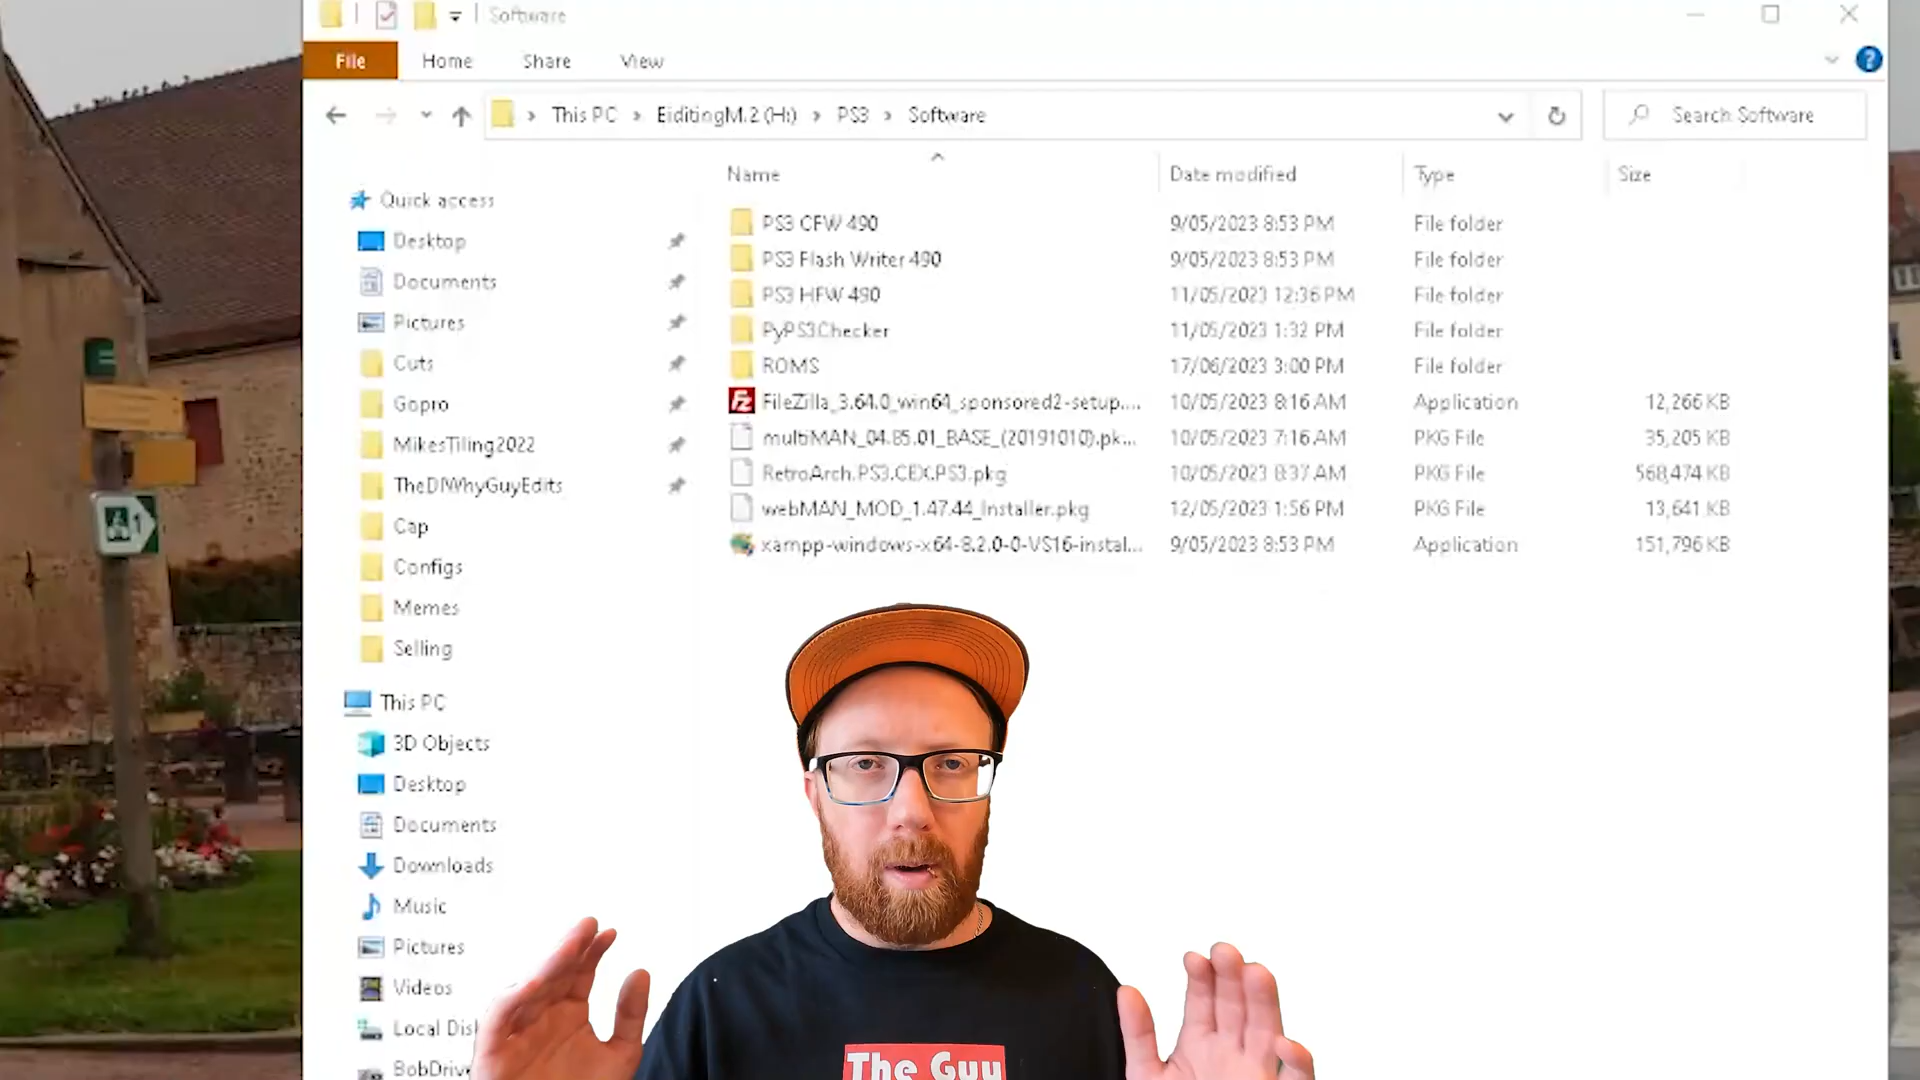 Software
File Home Share View
This PC > EiditingM.2 (H:) > PS3 > Software
Search Software
Name Date modified Type Size
Quick access
Desktop
Documents
Pictures
Cuts
Gopro
MikesTiling2022
TheDIWhyGuyEdits
Cap
Configs
Memes
Selling
This PC
3D Objects
Desktop
Documents
Downloads
Music
Pictures
Videos
Local Disk
BobDrive
PS3 CFW 490 9/05/2023 8:53 PM File folder
PS3 Flash Writer 490 9/05/2023 8:53 PM File folder
PS3 HFW 490 11/05/2023 12:36 PM File folder
PyPS3Checker 11/05/2023 1:32 PM File folder
ROMS 17/06/2023 3:00 PM File folder
FileZilla_3.64.0_win64_sponsored2-setup.... 10/05/2023 8:16 AM Application 12,266 KB
multiMAN_04.85.01_BASE_(20191010).pk... 10/05/2023 7:16 AM PKG File 35,205 KB
RetroArch.PS3.CEX.PS3.pkg 10/05/2023 8:37 AM PKG File 568,474 KB
webMAN_MOD_1.47.44_Installer.pkg 12/05/2023 1:56 PM PKG File 13,641 KB
xampp-windows-x64-8.2.0-0-VS16-instal... 9/05/2023 8:53 PM Application 151,796 KB
1
The Guy